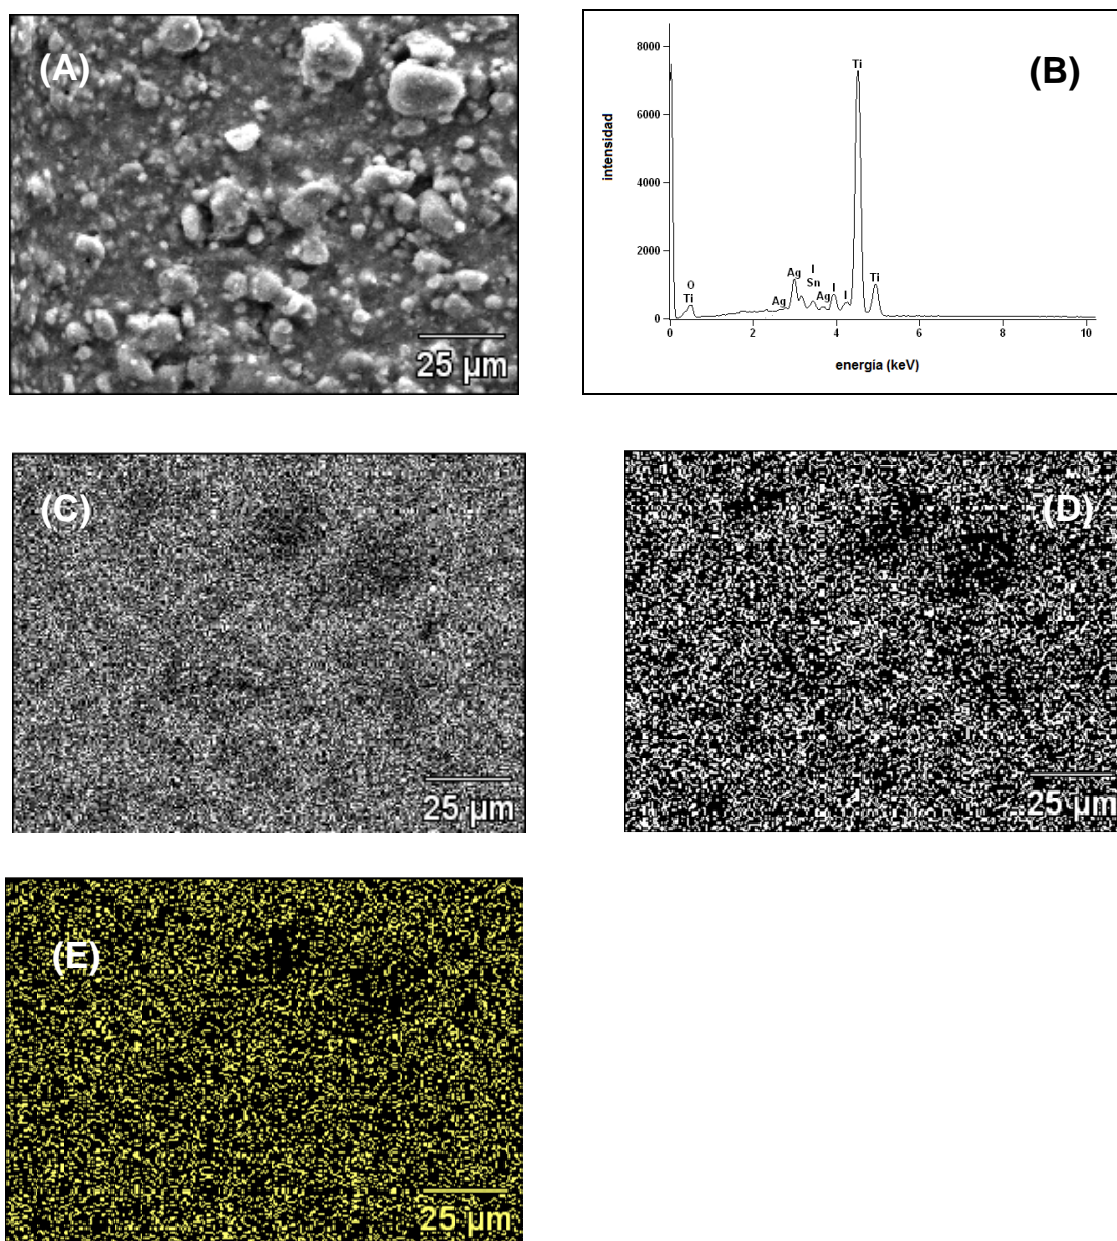 (A)
25 µm
(B)
8000
6000
4000
2000
0
intensidad
O
Ti
Ag
Ag
I
Sn
Ag
I
I
Ti
Ti
0
2
4
6
8
10
energía (keV)
(C)
25 µm
(D)
25 µm
(E)
25 µm